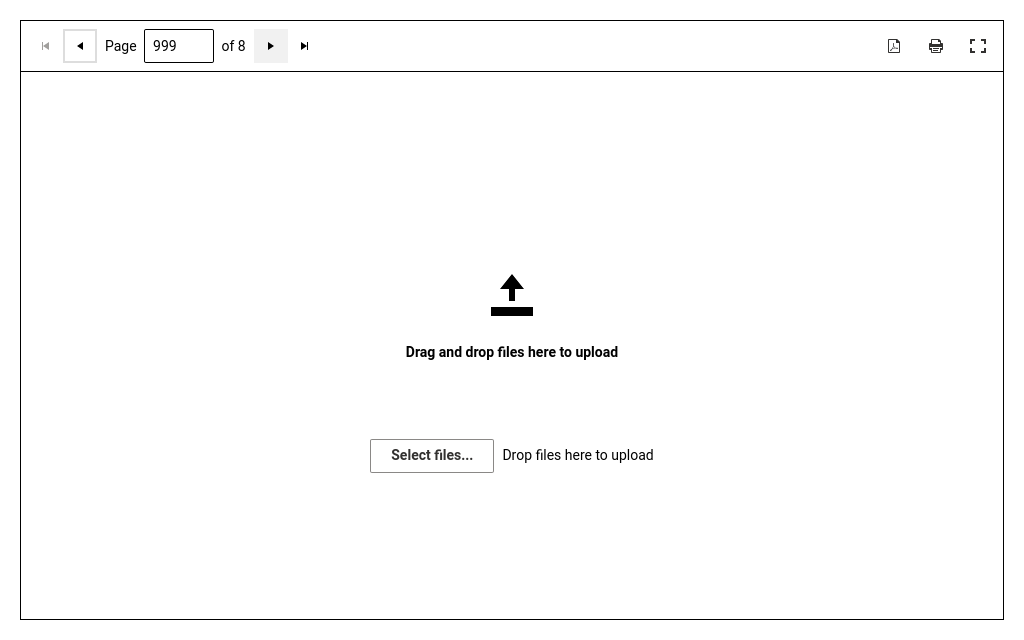 Page 999 of 8
Drag and drop files here to upload
Select files... Drop files here to upload